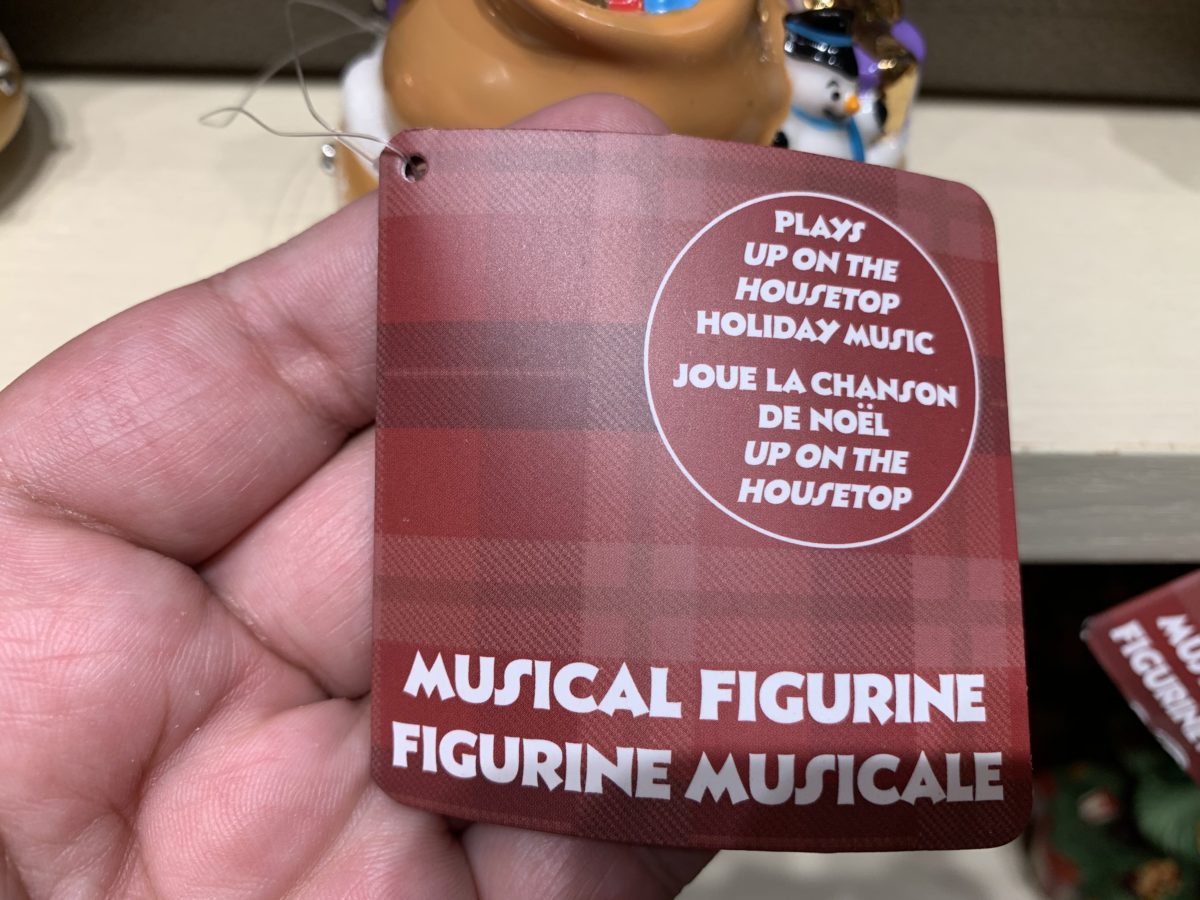 PLAYS
UP ON THE
HOUSETOP
HOLIDAY MUSIC
JOUE LA CHANSON
DE NOËL
UP ON THE
HOUSETOP
MUSICAL FIGURINE
FIGURINE MUSICALE
FIGURINE